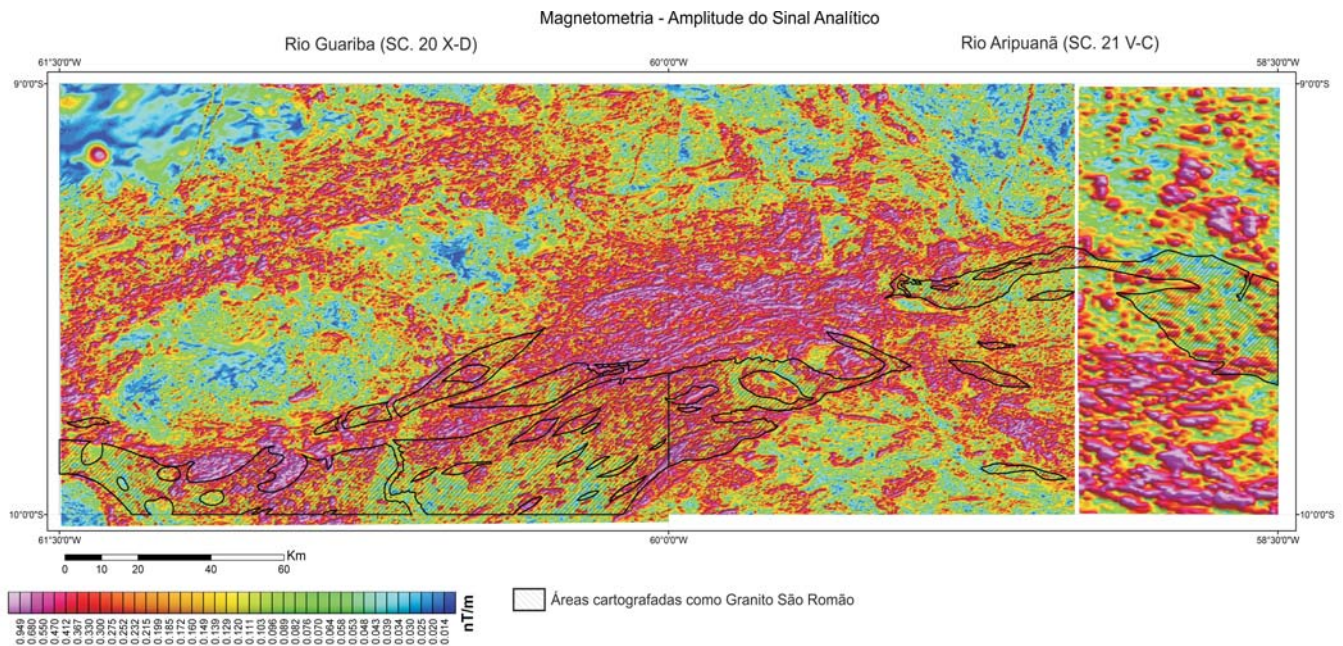 Magnetometria - Amplitude do Sinal Analítico
Rio Guariba (SC. 20 X-D)
Rio Aripuanã (SC. 21 V-C)
61°30'0"W
60°0'0"W
58°30'0"W
9°0'0"S
9°0'0"S
10°0'0"S
10°0'0"S
61°30'0"W
60°0'0"W
58°30'0"W
Km
0 10 20 40 60
nT/m
Áreas cartografadas como Granito São Romão
0.949
0.680
0.550
0.470
0.412
0.367
0.330
0.300
0.275
0.252
0.232
0.215
0.199
0.185
0.172
0.160
0.149
0.139
0.129
0.120
0.111
0.103
0.096
0.089
0.082
0.076
0.070
0.064
0.058
0.053
0.048
0.043
0.039
0.034
0.030
0.025
0.020
0.014